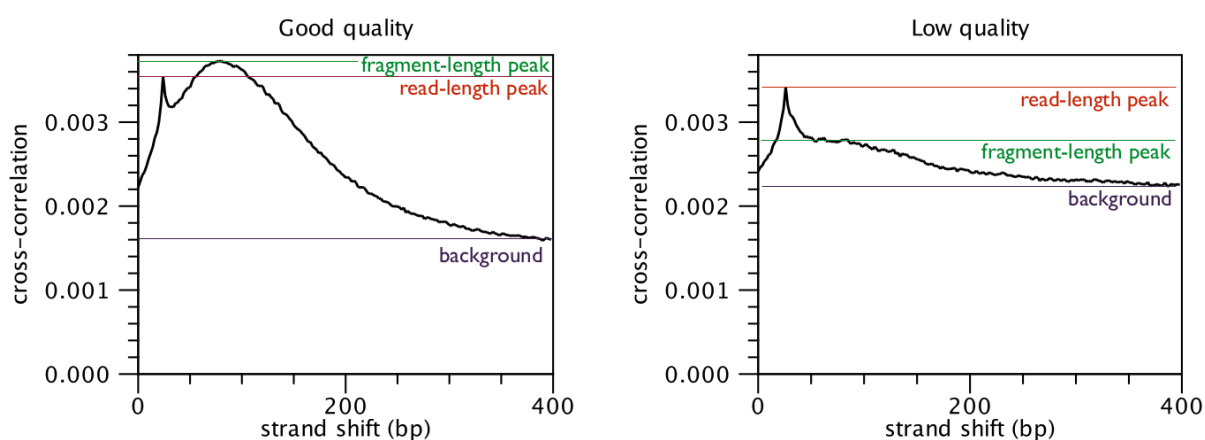 Good quality
fragment-length peak
read-length peak
background
cross-correlation
0.003
0.002
0.001
0.000
0
200
400
strand shift (bp)
Low quality
read-length peak
fragment-length peak
background
cross-correlation
0.003
0.002
0.001
0.000
0
200
400
strand shift (bp)